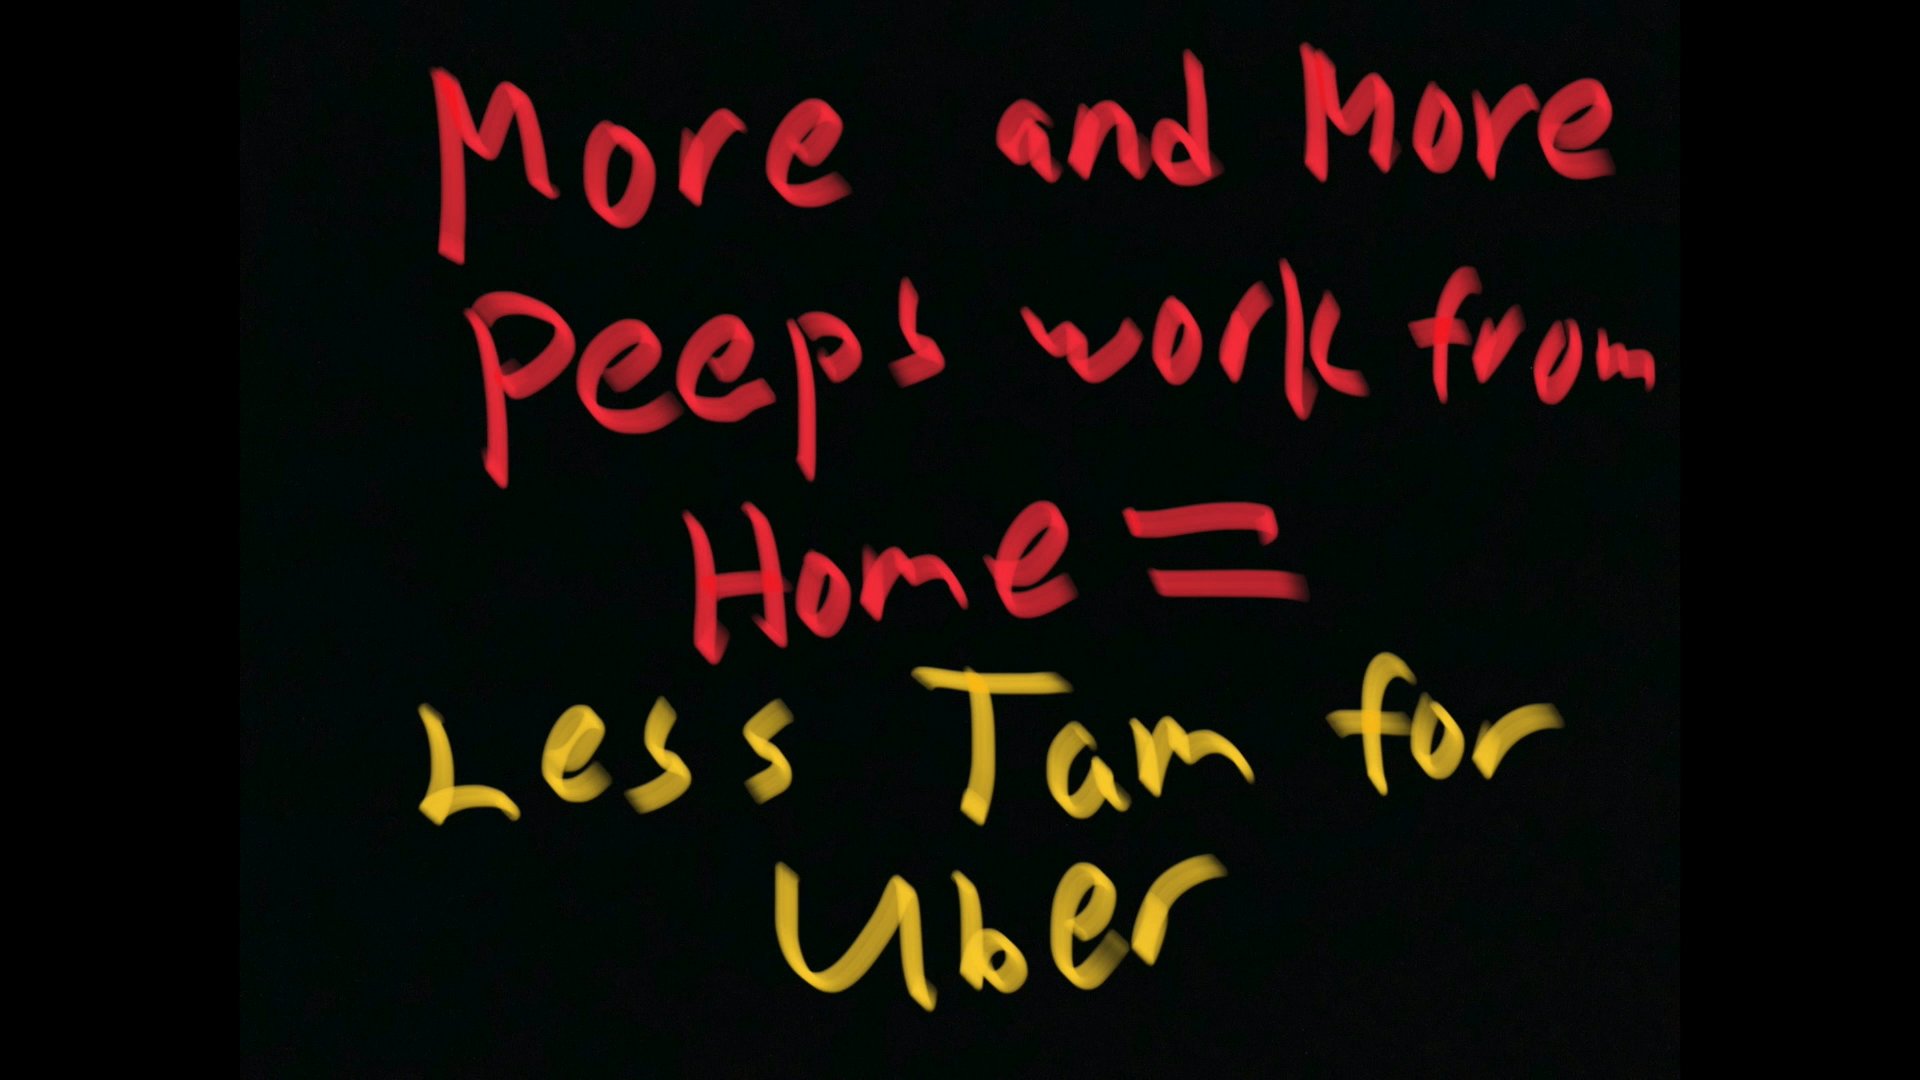 More and More
Peeps work from
Home =
Less Tam for
Uber